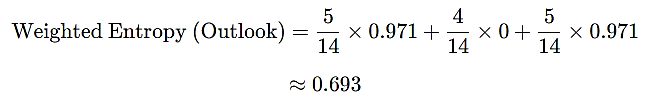 Weighted Entropy (Outlook) = 5/14 × 0.971 + 4/14 × 0 + 5/14 × 0.971
≈ 0.693